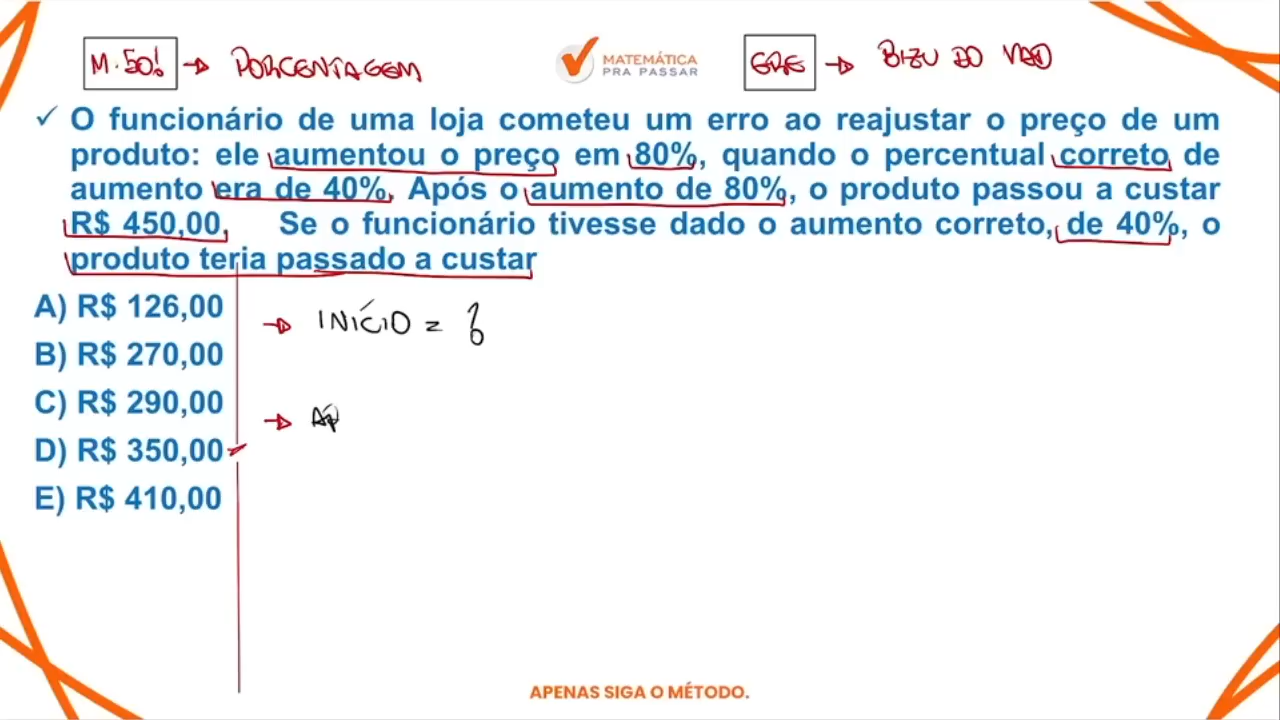 M.50! → PORCENTAGEM
MATEMÁTICA
PRA PASSAR
→ BIZU DO
✓ O funcionário de uma loja cometeu um erro ao reajustar o preço de um
produto: ele aumentou o preço em 80%, quando o percentual correto de
aumento era de 40%. Após o aumento de 80%, o produto passou a custar
R$ 450,00. Se o funcionário tivesse dado o aumento correto, de 40%, o
produto teria passado a custar
A) R$ 126,00
B) R$ 270,00
C) R$ 290,00
D) R$ 350,00
E) R$ 410,00
→ INÍCIO = ?
→ AP
APENAS SIGA O MÉTODO.